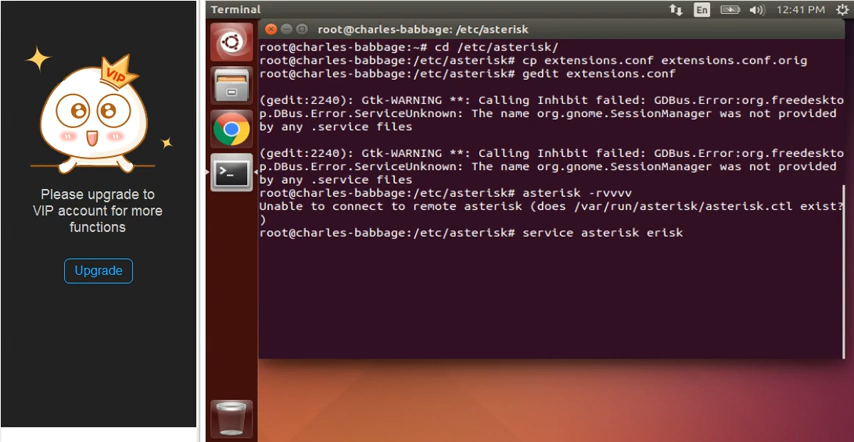 VIP
Please upgrade to
VIP account for more
functions
Upgrade
Terminal
En
12:41 PM
root@charles-babbage: /etc/asterisk
root@charles-babbage:~# cd /etc/asterisk/
root@charles-babbage:/etc/asterisk# cp extensions.conf extensions.conf.orig
root@charles-babbage:/etc/asterisk# gedit extensions.conf
(gedit:2240): Gtk-WARNING **: Calling Inhibit failed: GDBus.Error:org.freedeskto
p.DBus.Error.ServiceUnknown: The name org.gnome.SessionManager was not provided
by any .service files
(gedit:2240): Gtk-WARNING **: Calling Inhibit failed: GDBus.Error:org.freedeskto
p.DBus.Error.ServiceUnknown: The name org.gnome.SessionManager was not provided
by any .service files
root@charles-babbage:/etc/asterisk# asterisk -rvvvv
Unable to connect to remote asterisk (does /var/run/asterisk/asterisk.ctl exist?
)
root@charles-babbage:/etc/asterisk# service asterisk erisk